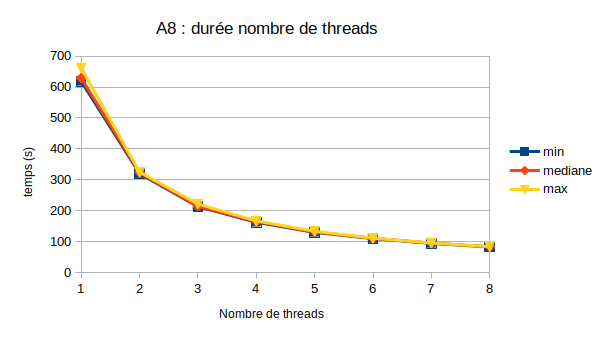 A8 : durée nombre de threads
700
600
500
400
300
200
100
0
temps (s)
1 2 3 4 5 6 7 8
Nombre de threads
min
mediane
max